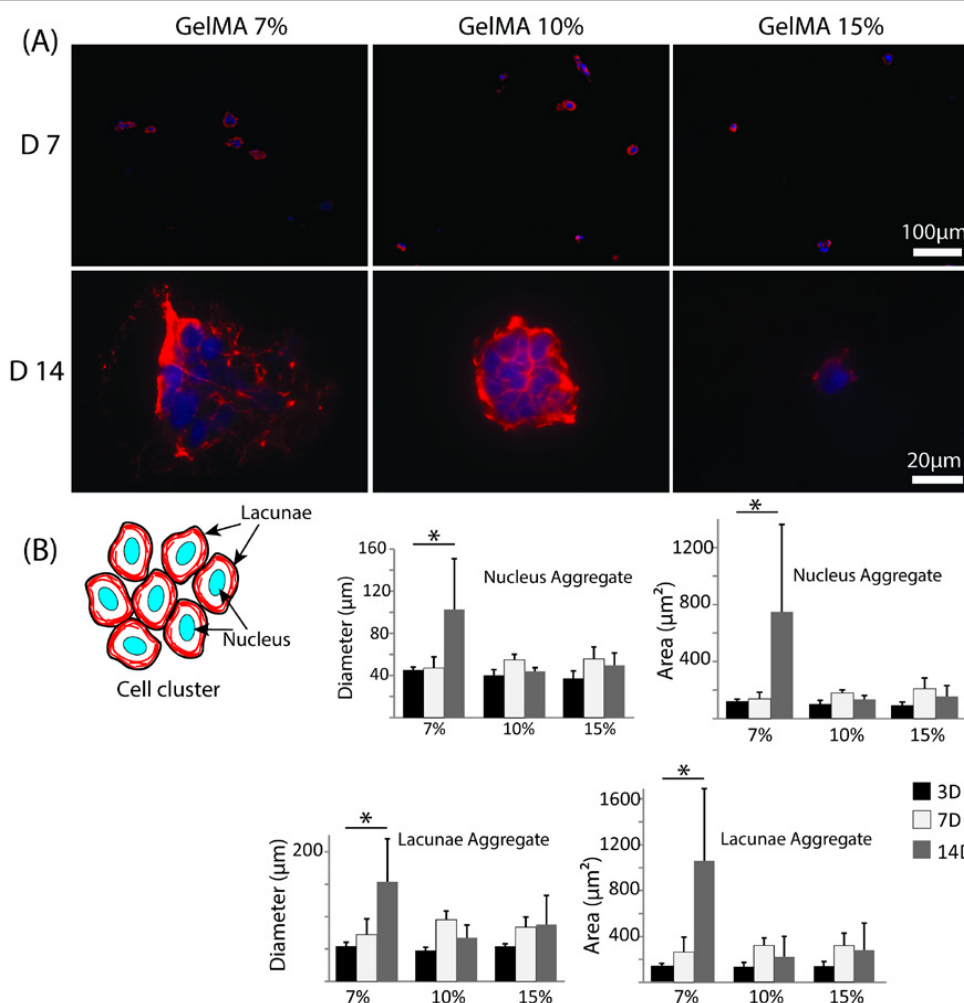 (A)
GelMA 7%
GelMA 10%
GelMA 15%
D 7
100µm
D 14
20µm
(B)
Lacunae
Nucleus
Cell cluster
Nucleus Aggregate
*
Diameter (µm)
160
120
80
40
7%
10%
15%
Nucleus Aggregate
*
Area (µm²)
1200
800
400
7%
10%
15%
Lacunae Aggregate
*
Diameter (µm)
200
7%
10%
15%
Lacunae Aggregate
*
Area (µm²)
1600
1200
800
400
7%
10%
15%
3D
7D
14D